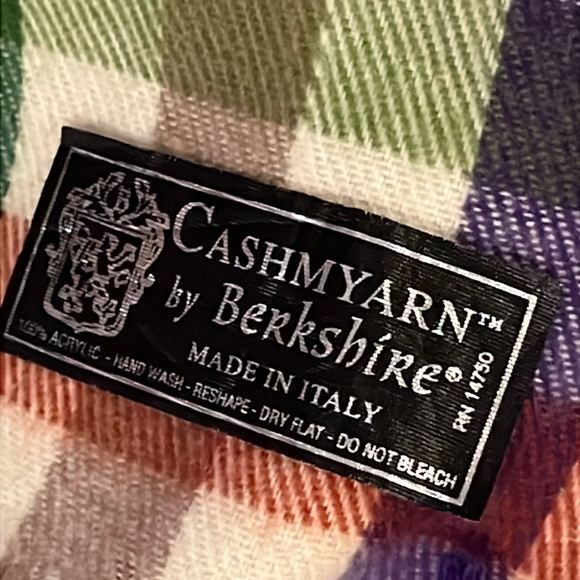 CASHMYARN™
by Berkshire®
MADE IN ITALY
100% ACRYLIC - HAND WASH - RESHAPE - DRY FLAT - DO NOT BLEACH
RN 14750